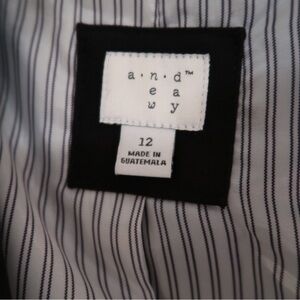 a·n·d™
e a
w y
12
MADE IN
GUATEMALA